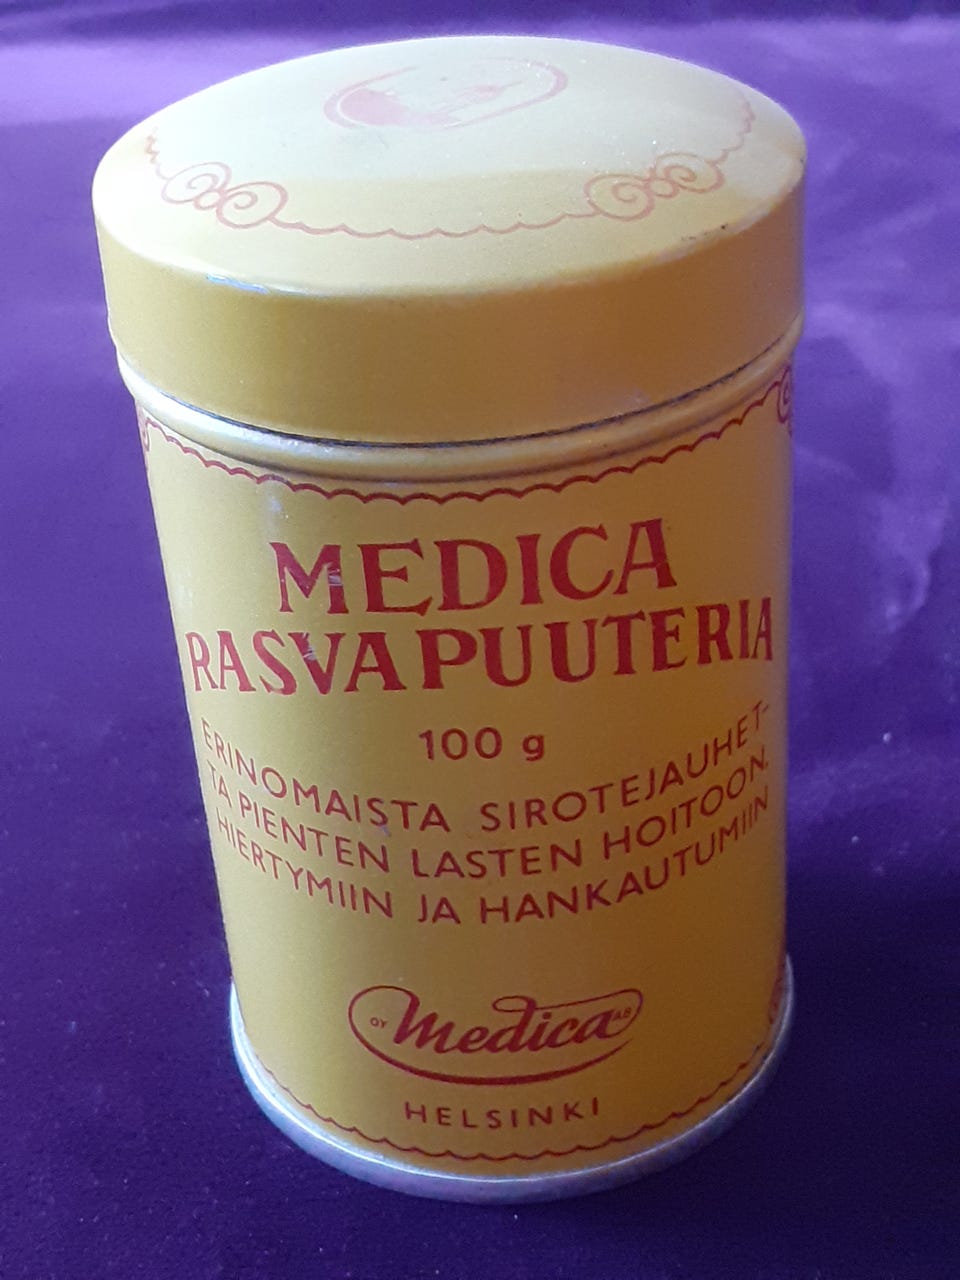 MEDICA
RASVAPUUTERIA
100 g
ERINOMAISTA SIROTEJAUHET-
TA PIENTEN LASTEN HOITOON,
HIERTYMIIN JA HANKAUTUMIIN
OY Medica AB
HELSINKI